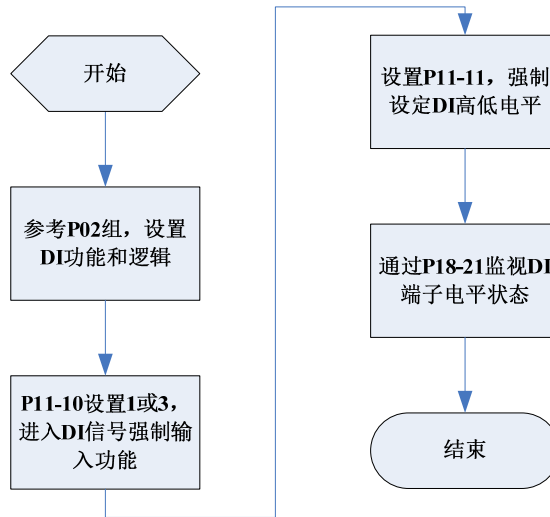 开始
参考P02组，设置
DI功能和逻辑
P11-10设置1或3，
进入DI信号强制输
入功能
设置P11-11，强制
设定DI高低电平
通过P18-21监视DI
端子电平状态
结束